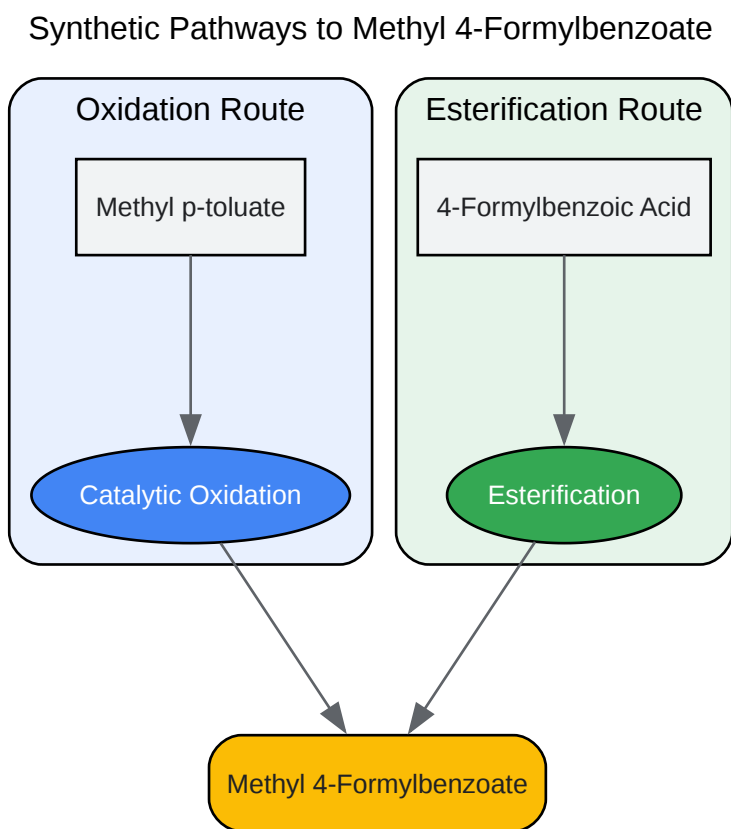 Synthetic Pathways to Methyl 4-Formylbenzoate
Oxidation Route
Esterification Route
Methyl p-toluate
4-Formylbenzoic Acid
Catalytic Oxidation
Esterification
Methyl 4-Formylbenzoate